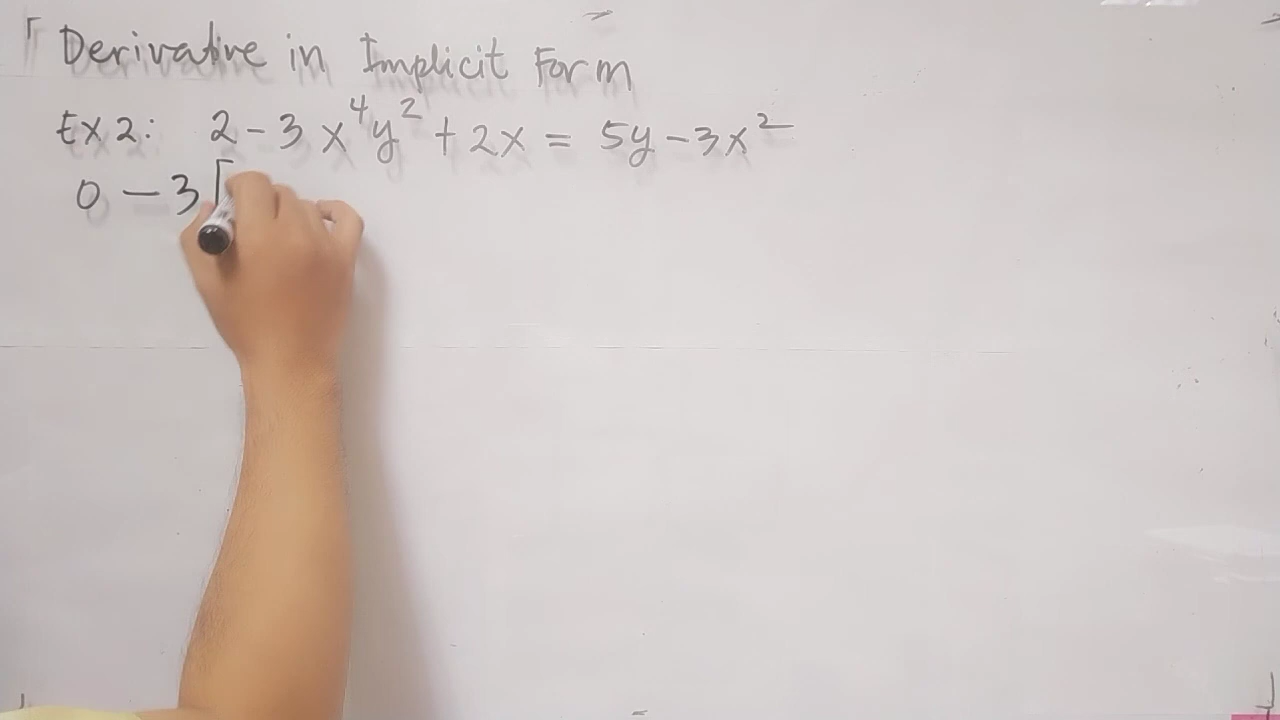 Derivative in Implicit Form
Ex 2: 2 - 3x⁴y² + 2x = 5y - 3x²
0 - 3[